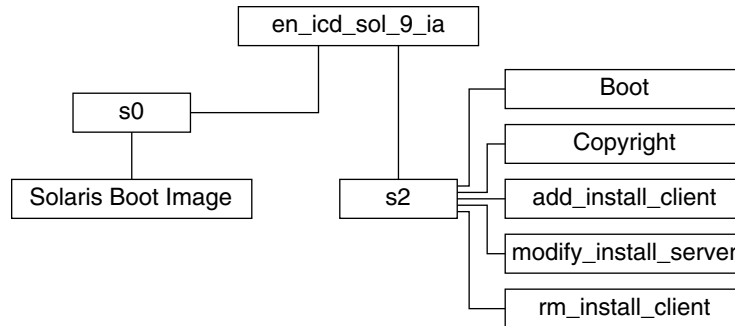 en_icd_sol_9_ia
s0
Solaris Boot Image
s2
Boot
Copyright
add_install_client
modify_install_server
rm_install_client